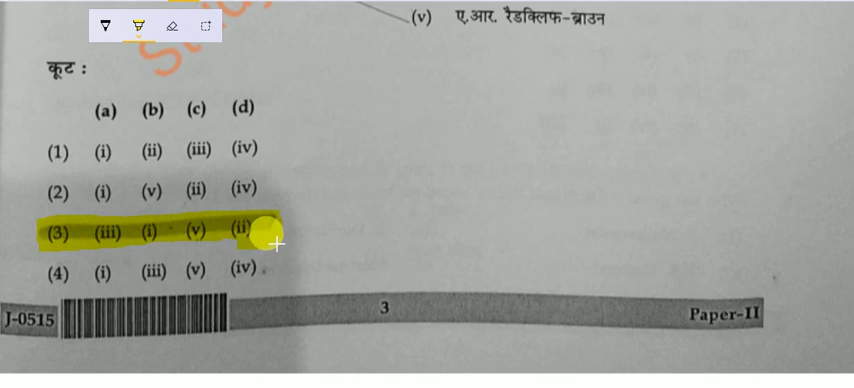 (v) ए.आर. रैडक्लिफ-ब्राउन
कूट :
(a) (b) (c) (d)
(1) (i) (ii) (iii) (iv)
(2) (i) (v) (ii) (iv)
(3) (iii) (i) (v) (ii)
(4) (i) (iii) (v) (iv)
J-0515 3 Paper-II